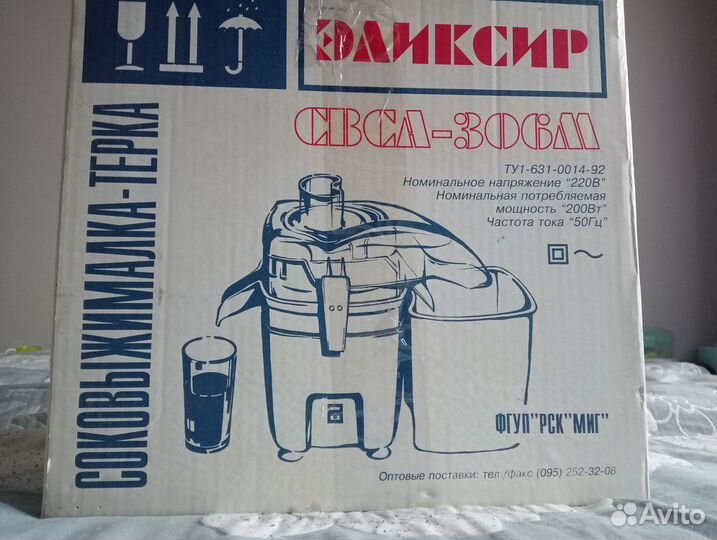 ЭЛИКСИР
СВСА-306М
СОКОВЫЖИМАЛКА-ТЕРКА
ТУ1-631-0014-92
Номинальное напряжение "220В"
Номинальная потребляемая
мощность "200Вт"
Частота тока "50Гц"
ФГУП"РСК"МИГ"
Оптовые поставки: тел./факс (095) 252-32-08
Avito